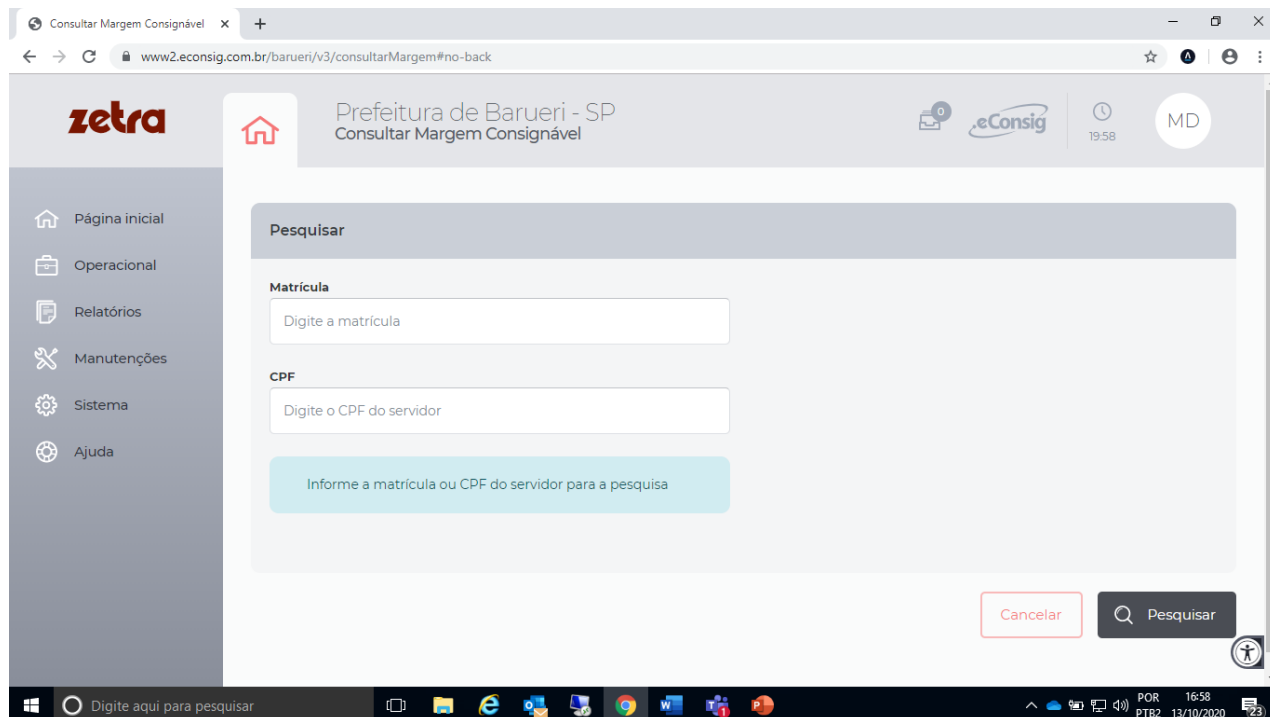 Consultar Margem Consignável
www2.econsig.com.br/barueri/v3/consultarMargem#no-back
zetra
Prefeitura de Barueri - SP
Consultar Margem Consignável
0
.eConsig
19:58
MD
Página inicial
Operacional
Relatórios
Manutenções
Sistema
Ajuda
Pesquisar
Matrícula
Digite a matrícula
CPF
Digite o CPF do servidor
Informe a matrícula ou CPF do servidor para a pesquisa
Cancelar
Pesquisar
Digite aqui para pesquisar
POR
PTB2
16:58
13/10/2020
23